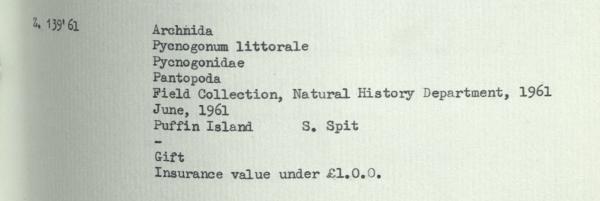 Z. 139'61
Archnida
Pycnogonum littorale
Pycnogonidae
Pantopoda
Field Collection, Natural History Department, 1961
June, 1961
Puffin Island S. Spit
-
Gift
Insurance value under £1.0.0.